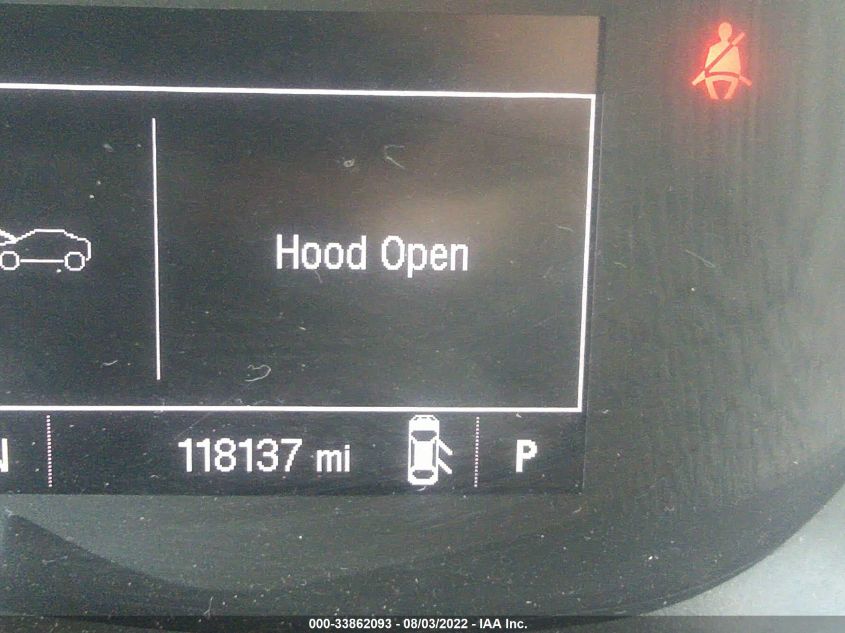 Hood Open
118137 mi P
000-33862093 - 08/03/2022 - IAA Inc.